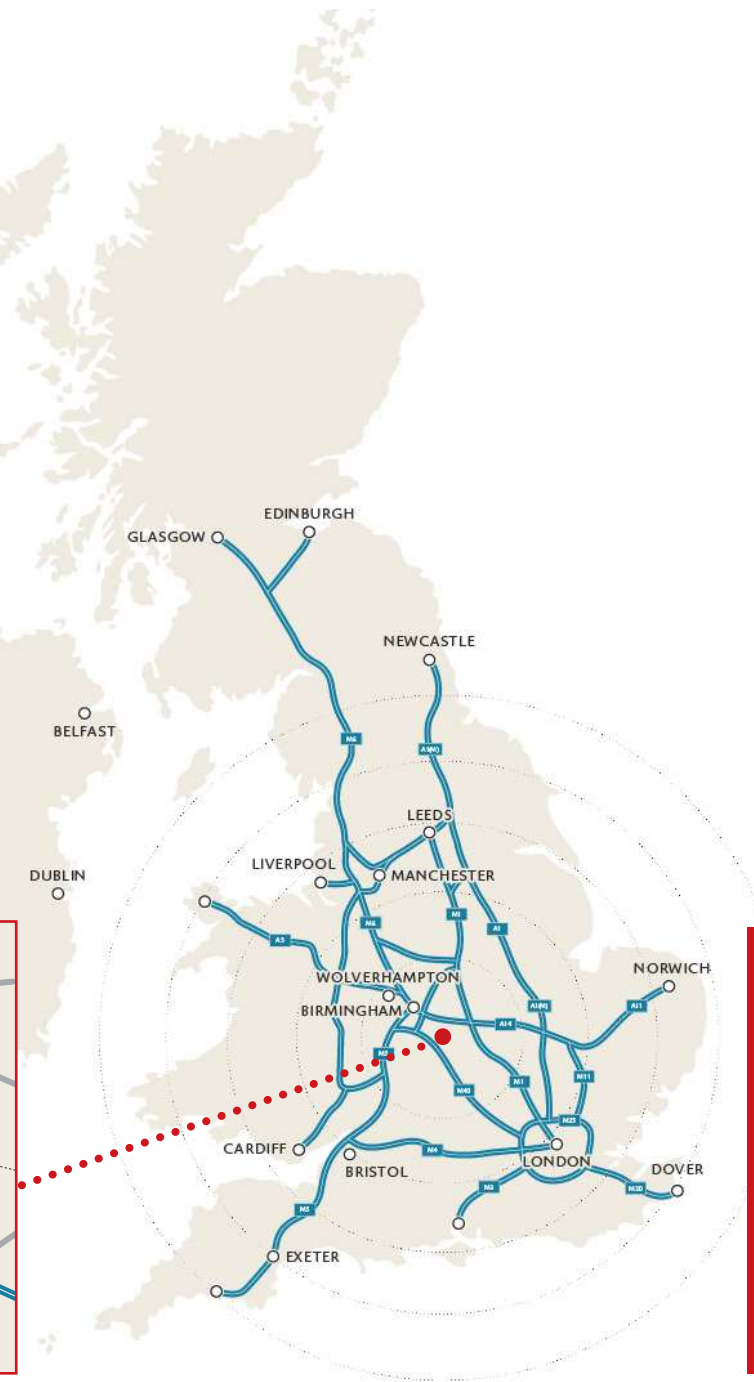 EDINBURGH
GLASGOW
NEWCASTLE
BELFAST
M6
A1(M)
LEEDS
LIVERPOOL
MANCHESTER
DUBLIN
M6
M1
A1
A5
WOLVERHAMPTON
NORWICH
BIRMINGHAM
A1(M)
A11
A14
M5
M1
M11
M40
M25
CARDIFF
M4
LONDON
BRISTOL
DOVER
M3
M20
M5
EXETER